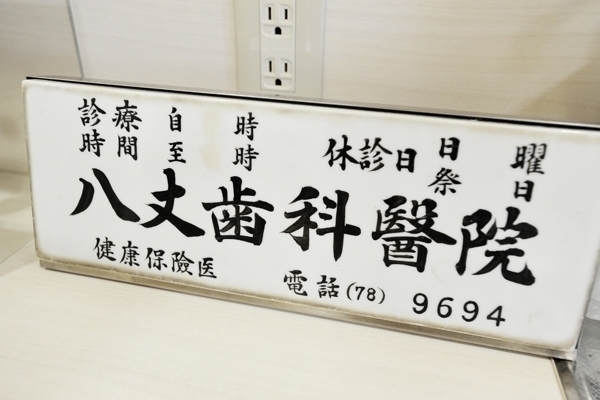 診療時間 自至 時時 休診日 日祭 曜日
八丈歯科醫院
健康保險医 電話(78) 9694